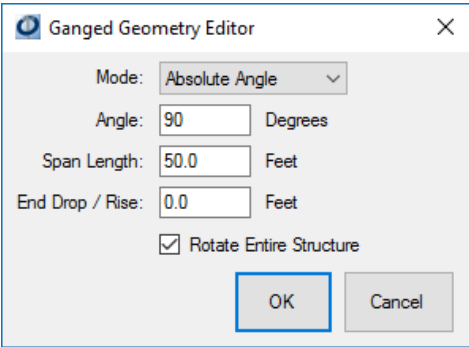 Ganged Geometry Editor
Mode: Absolute Angle
Angle: 90 Degrees
Span Length: 50.0 Feet
End Drop / Rise: 0.0 Feet
Rotate Entire Structure
OK Cancel